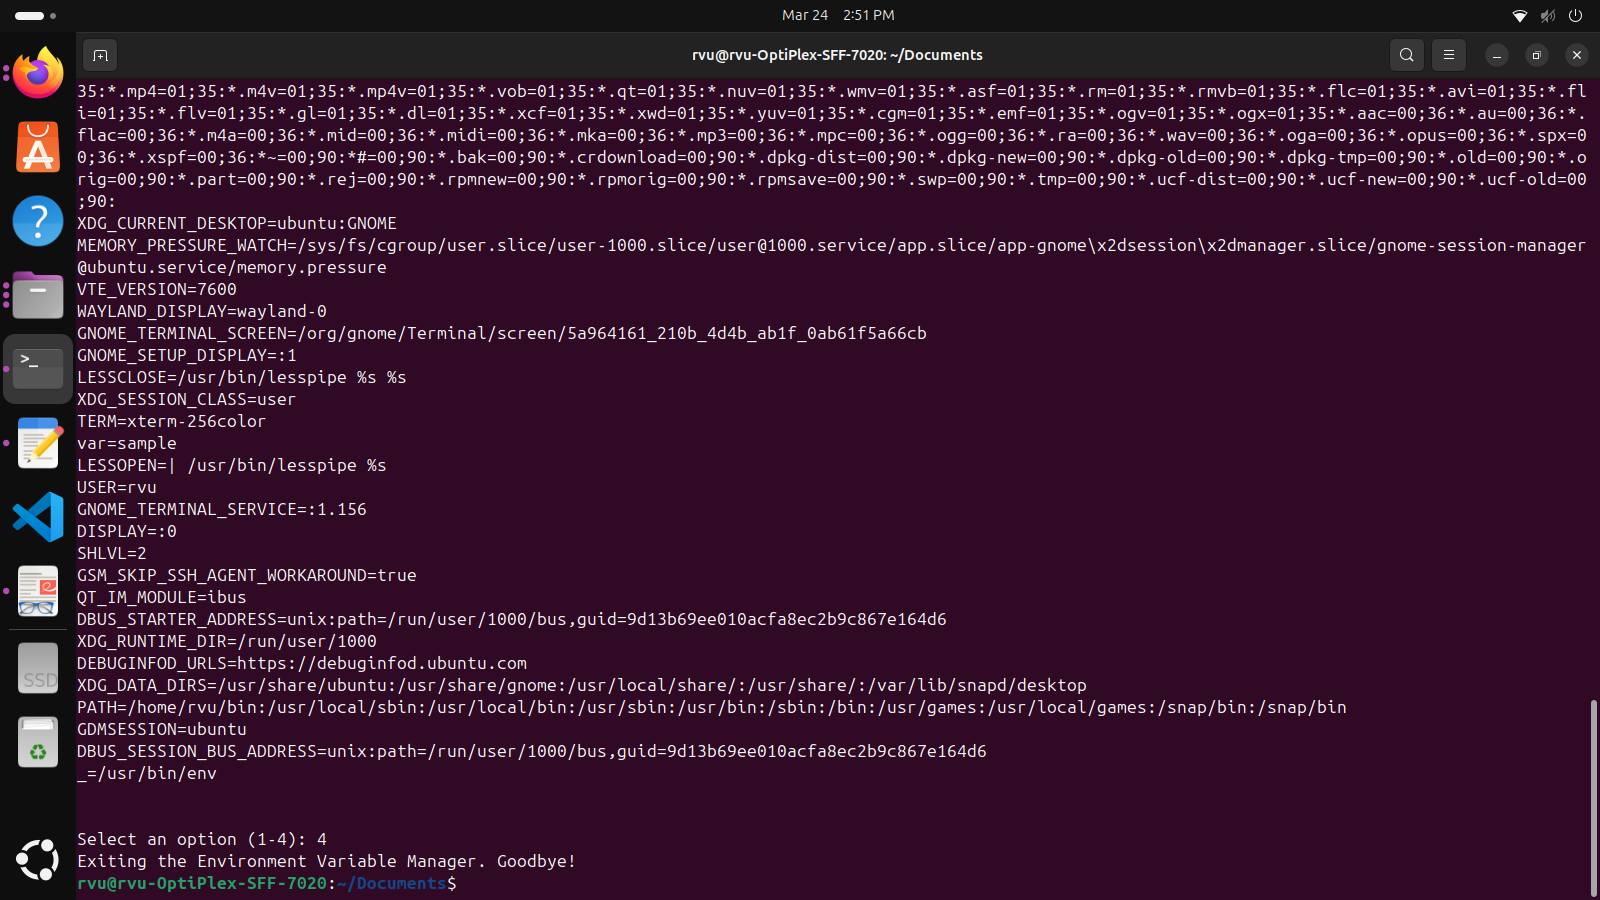 Mar 24 2:51 PM
rvu@rvu-OptiPlex-SFF-7020: ~/Documents
35:*.mp4=01;35:*.m4v=01;35:*.mp4v=01;35:*.vob=01;35:*.qt=01;35:*.nuv=01;35:*.wmv=01;35:*.asf=01;35:*.rm=01;35:*.rmvb=01;35:*.flc=01;35:*.avi=01;35:*.fl
i=01;35:*.flv=01;35:*.gl=01;35:*.dl=01;35:*.xcf=01;35:*.xwd=01;35:*.yuv=01;35:*.cgm=01;35:*.emf=01;35:*.ogv=01;35:*.ogx=01;35:*.aac=00;36:*.au=00;36:*.
flac=00;36:*.m4a=00;36:*.mid=00;36:*.midi=00;36:*.mka=00;36:*.mp3=00;36:*.mpc=00;36:*.ogg=00;36:*.ra=00;36:*.wav=00;36:*.oga=00;36:*.opus=00;36:*.spx=0
0;36:*.xspf=00;36:*~=00;90:*#=00;90:*.bak=00;90:*.crdownload=00;90:*.dpkg-dist=00;90:*.dpkg-new=00;90:*.dpkg-old=00;90:*.dpkg-tmp=00;90:*.old=00;90:*.o
rig=00;90:*.part=00;90:*.rej=00;90:*.rpmnew=00;90:*.rpmorig=00;90:*.rpmsave=00;90:*.swp=00;90:*.tmp=00;90:*.ucf-dist=00;90:*.ucf-new=00;90:*.ucf-old=00
;90:
XDG_CURRENT_DESKTOP=ubuntu:GNOME
MEMORY_PRESSURE_WATCH=/sys/fs/cgroup/user.slice/user-1000.slice/user@1000.service/app.slice/app-gnome\x2dsession\x2dmanager.slice/gnome-session-manager
@ubuntu.service/memory.pressure
VTE_VERSION=7600
WAYLAND_DISPLAY=wayland-0
GNOME_TERMINAL_SCREEN=/org/gnome/Terminal/screen/5a964161_210b_4d4b_ab1f_0ab61f5a66cb
GNOME_SETUP_DISPLAY=:1
LESSCLOSE=/usr/bin/lesspipe %s %s
XDG_SESSION_CLASS=user
TERM=xterm-256color
var=sample
LESSOPEN=| /usr/bin/lesspipe %s
USER=rvu
GNOME_TERMINAL_SERVICE=:1.156
DISPLAY=:0
SHLVL=2
GSM_SKIP_SSH_AGENT_WORKAROUND=true
QT_IM_MODULE=ibus
DBUS_STARTER_ADDRESS=unix:path=/run/user/1000/bus,guid=9d13b69ee010acfa8ec2b9c867e164d6
XDG_RUNTIME_DIR=/run/user/1000
DEBUGINFOD_URLS=https://debuginfod.ubuntu.com
XDG_DATA_DIRS=/usr/share/ubuntu:/usr/share/gnome:/usr/local/share/:/usr/share/:/var/lib/snapd/desktop
PATH=/home/rvu/bin:/usr/local/sbin:/usr/local/bin:/usr/sbin:/usr/bin:/sbin:/bin:/usr/games:/usr/local/games:/snap/bin:/snap/bin
GDMSESSION=ubuntu
DBUS_SESSION_BUS_ADDRESS=unix:path=/run/user/1000/bus,guid=9d13b69ee010acfa8ec2b9c867e164d6
_=/usr/bin/env
Select an option (1-4): 4
Exiting the Environment Variable Manager. Goodbye!
rvu@rvu-OptiPlex-SFF-7020:~/Documents$
SSD